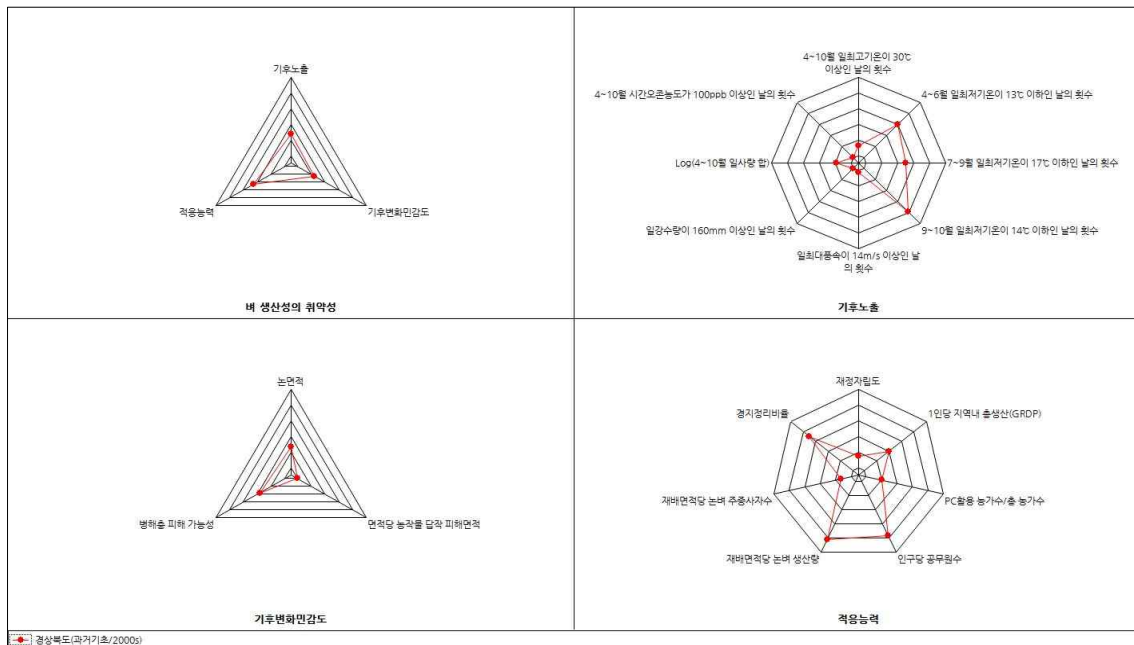 기후노출
적응능력
기후변화민감도
벼 생산성의 취약성
4~10월 일최고기온이 30℃
이상인 날의 횟수
4~10월 시간오존농도가 100ppb 이상인 날의 횟수
4~6월 일최저기온이 13℃ 이하인 날의 횟수
Log(4~10월 일사량 합)
7~9월 일최저기온이 17℃ 이하인 날의 횟수
일강수량이 160mm 이상인 날의 횟수
9~10월 일최저기온이 14℃ 이하인 날의 횟수
일최대풍속이 14m/s 이상인 날
의 횟수
기후노출
논면적
병해충 피해 가능성
면적당 농작물 답작 피해면적
기후변화민감도
재정자립도
경지정리비율
1인당 지역내 총생산(GRDP)
재배면적당 논벼 주종사자수
PC활용 농가수/총 농가수
재배면적당 논벼 생산량
인구당 공무원수
적응능력
경상북도(과거기초/2000s)